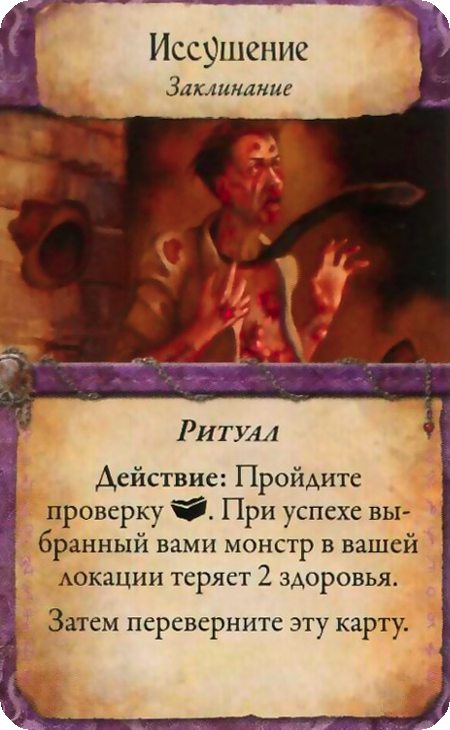 Иссушение
Заклинание
Ритуал
Действие: Пройдите
проверку . При успехе вы-
бранный вами монстр в вашей
локации теряет 2 здоровья.
Затем переверните эту карту.